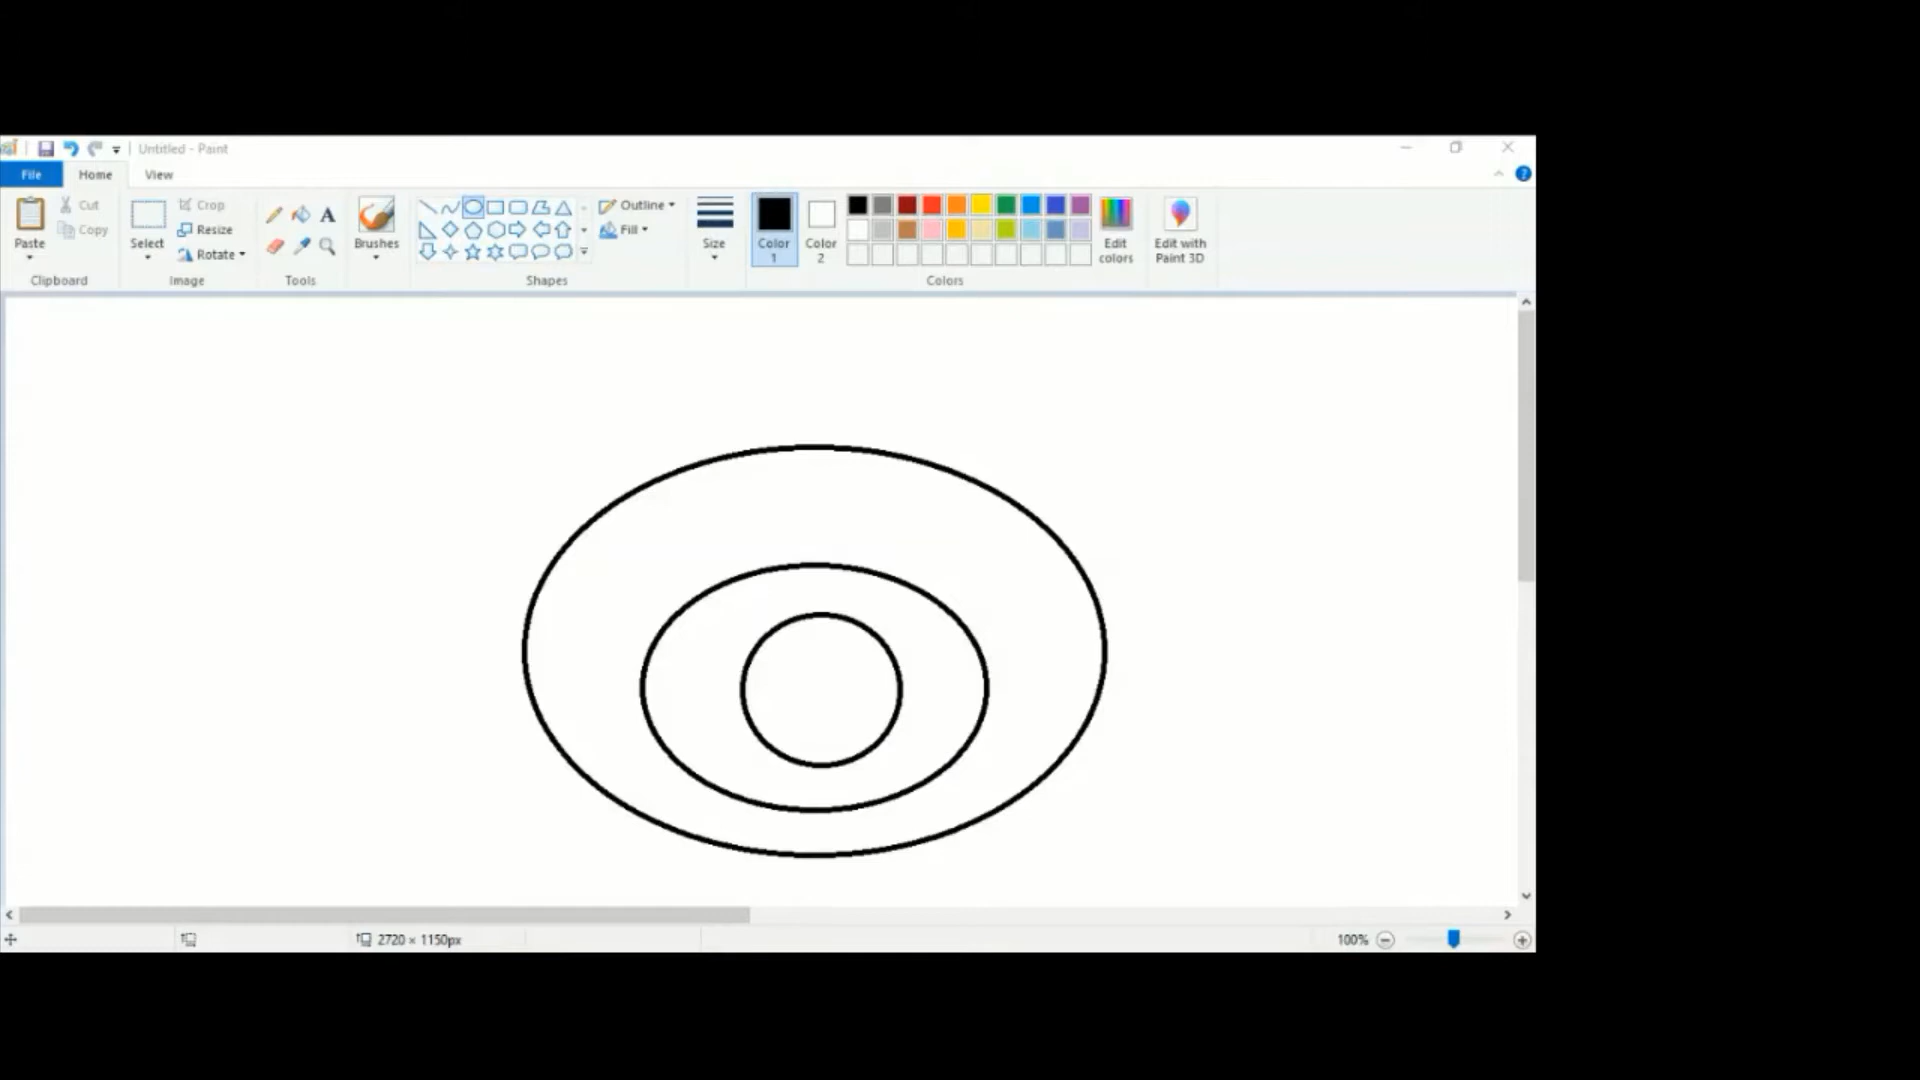 Untitled - Paint
File Home View
Paste
Cut
Copy
Clipboard
Select
Crop
Resize
Rotate
Image
A
Tools
Brushes
Outline
Fill
Shapes
Size
Color 1
Color 2
Edit colors
Colors
Edit with Paint 3D
2720 × 1150px
100%